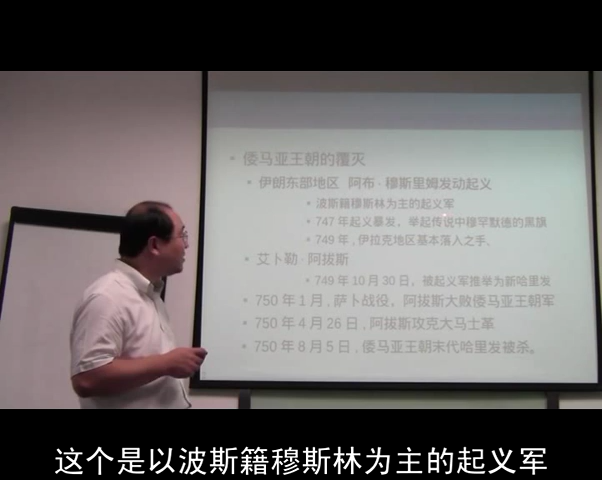 倭马亚王朝的覆灭
伊朗东部地区 阿布·穆斯里姆发动起义
波斯籍穆斯林为主的起义军
747 年起义暴发，举起传说中穆罕默德的黑旗
749 年，伊拉克地区基本落入之手、
艾卜勒·阿拔斯
749 年 10 月 30 日，被起义军推举为新哈里发
750 年 1 月，萨卜战役，阿拔斯大败倭马亚王朝军
750 年 4 月 26 日，阿拔斯攻克大马士革
750 年 8 月 5 日，倭马亚王朝末代哈里发被杀。
这个是以波斯籍穆斯林为主的起义军